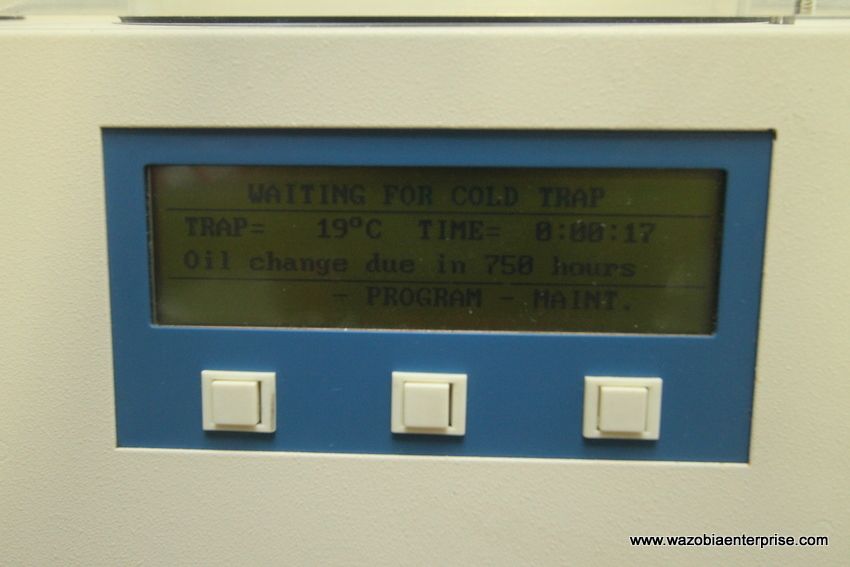 WAITING FOR COLD TRAP
TRAP= 19°C TIME= 0:00:17
Oil change due in 750 hours
- PROGRAM - MAINT.
www.wazobiaenterprise.com